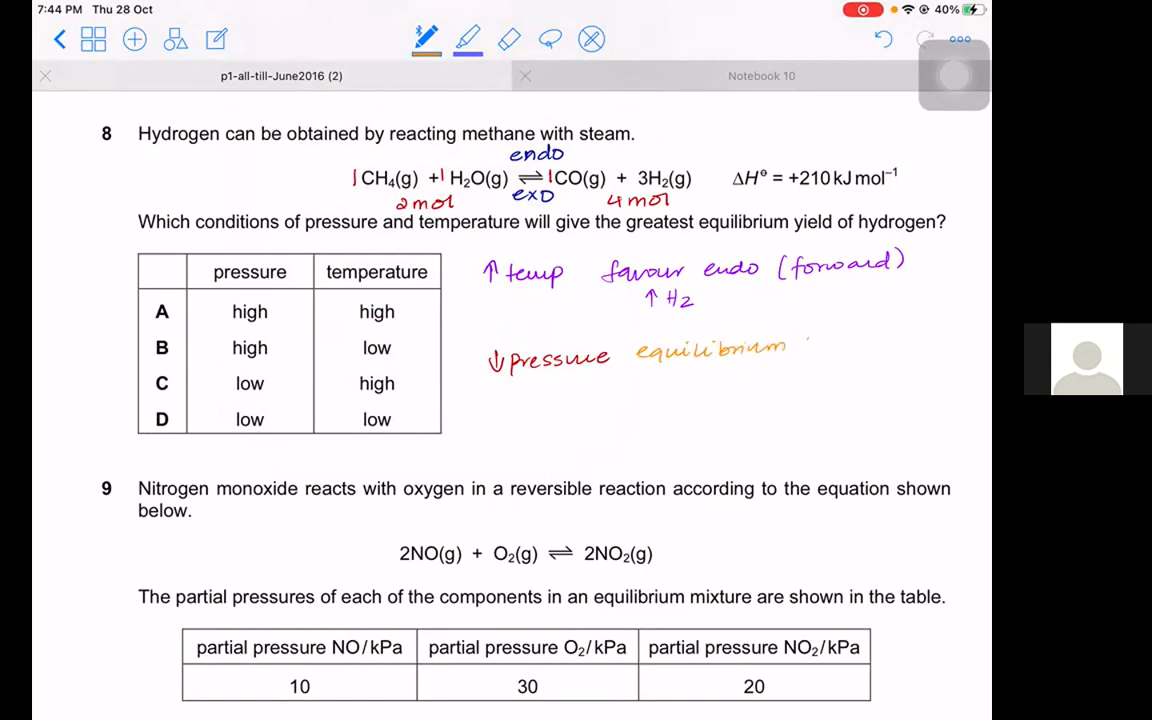 7:44 PM Thu 28 Oct
40%
p1-all-till-June2016 (2)
Notebook 10
8 Hydrogen can be obtained by reacting methane with steam.
endo
1CH₄(g) +1 H₂O(g) ⇌ 1CO(g) + 3H₂(g) ΔH° = +210 kJ mol⁻¹
2 mol exo 4 mol
Which conditions of pressure and temperature will give the greatest equilibrium yield of hydrogen?
pressure temperature
A high high
B high low
C low high
D low low
↑ temp favour endo (forward)
↑ H₂
↓ pressure equilibrium
9 Nitrogen monoxide reacts with oxygen in a reversible reaction according to the equation shown
below.
2NO(g) + O₂(g) ⇌ 2NO₂(g)
The partial pressures of each of the components in an equilibrium mixture are shown in the table.
partial pressure NO/kPa partial pressure O₂/kPa partial pressure NO₂/kPa
10 30 20